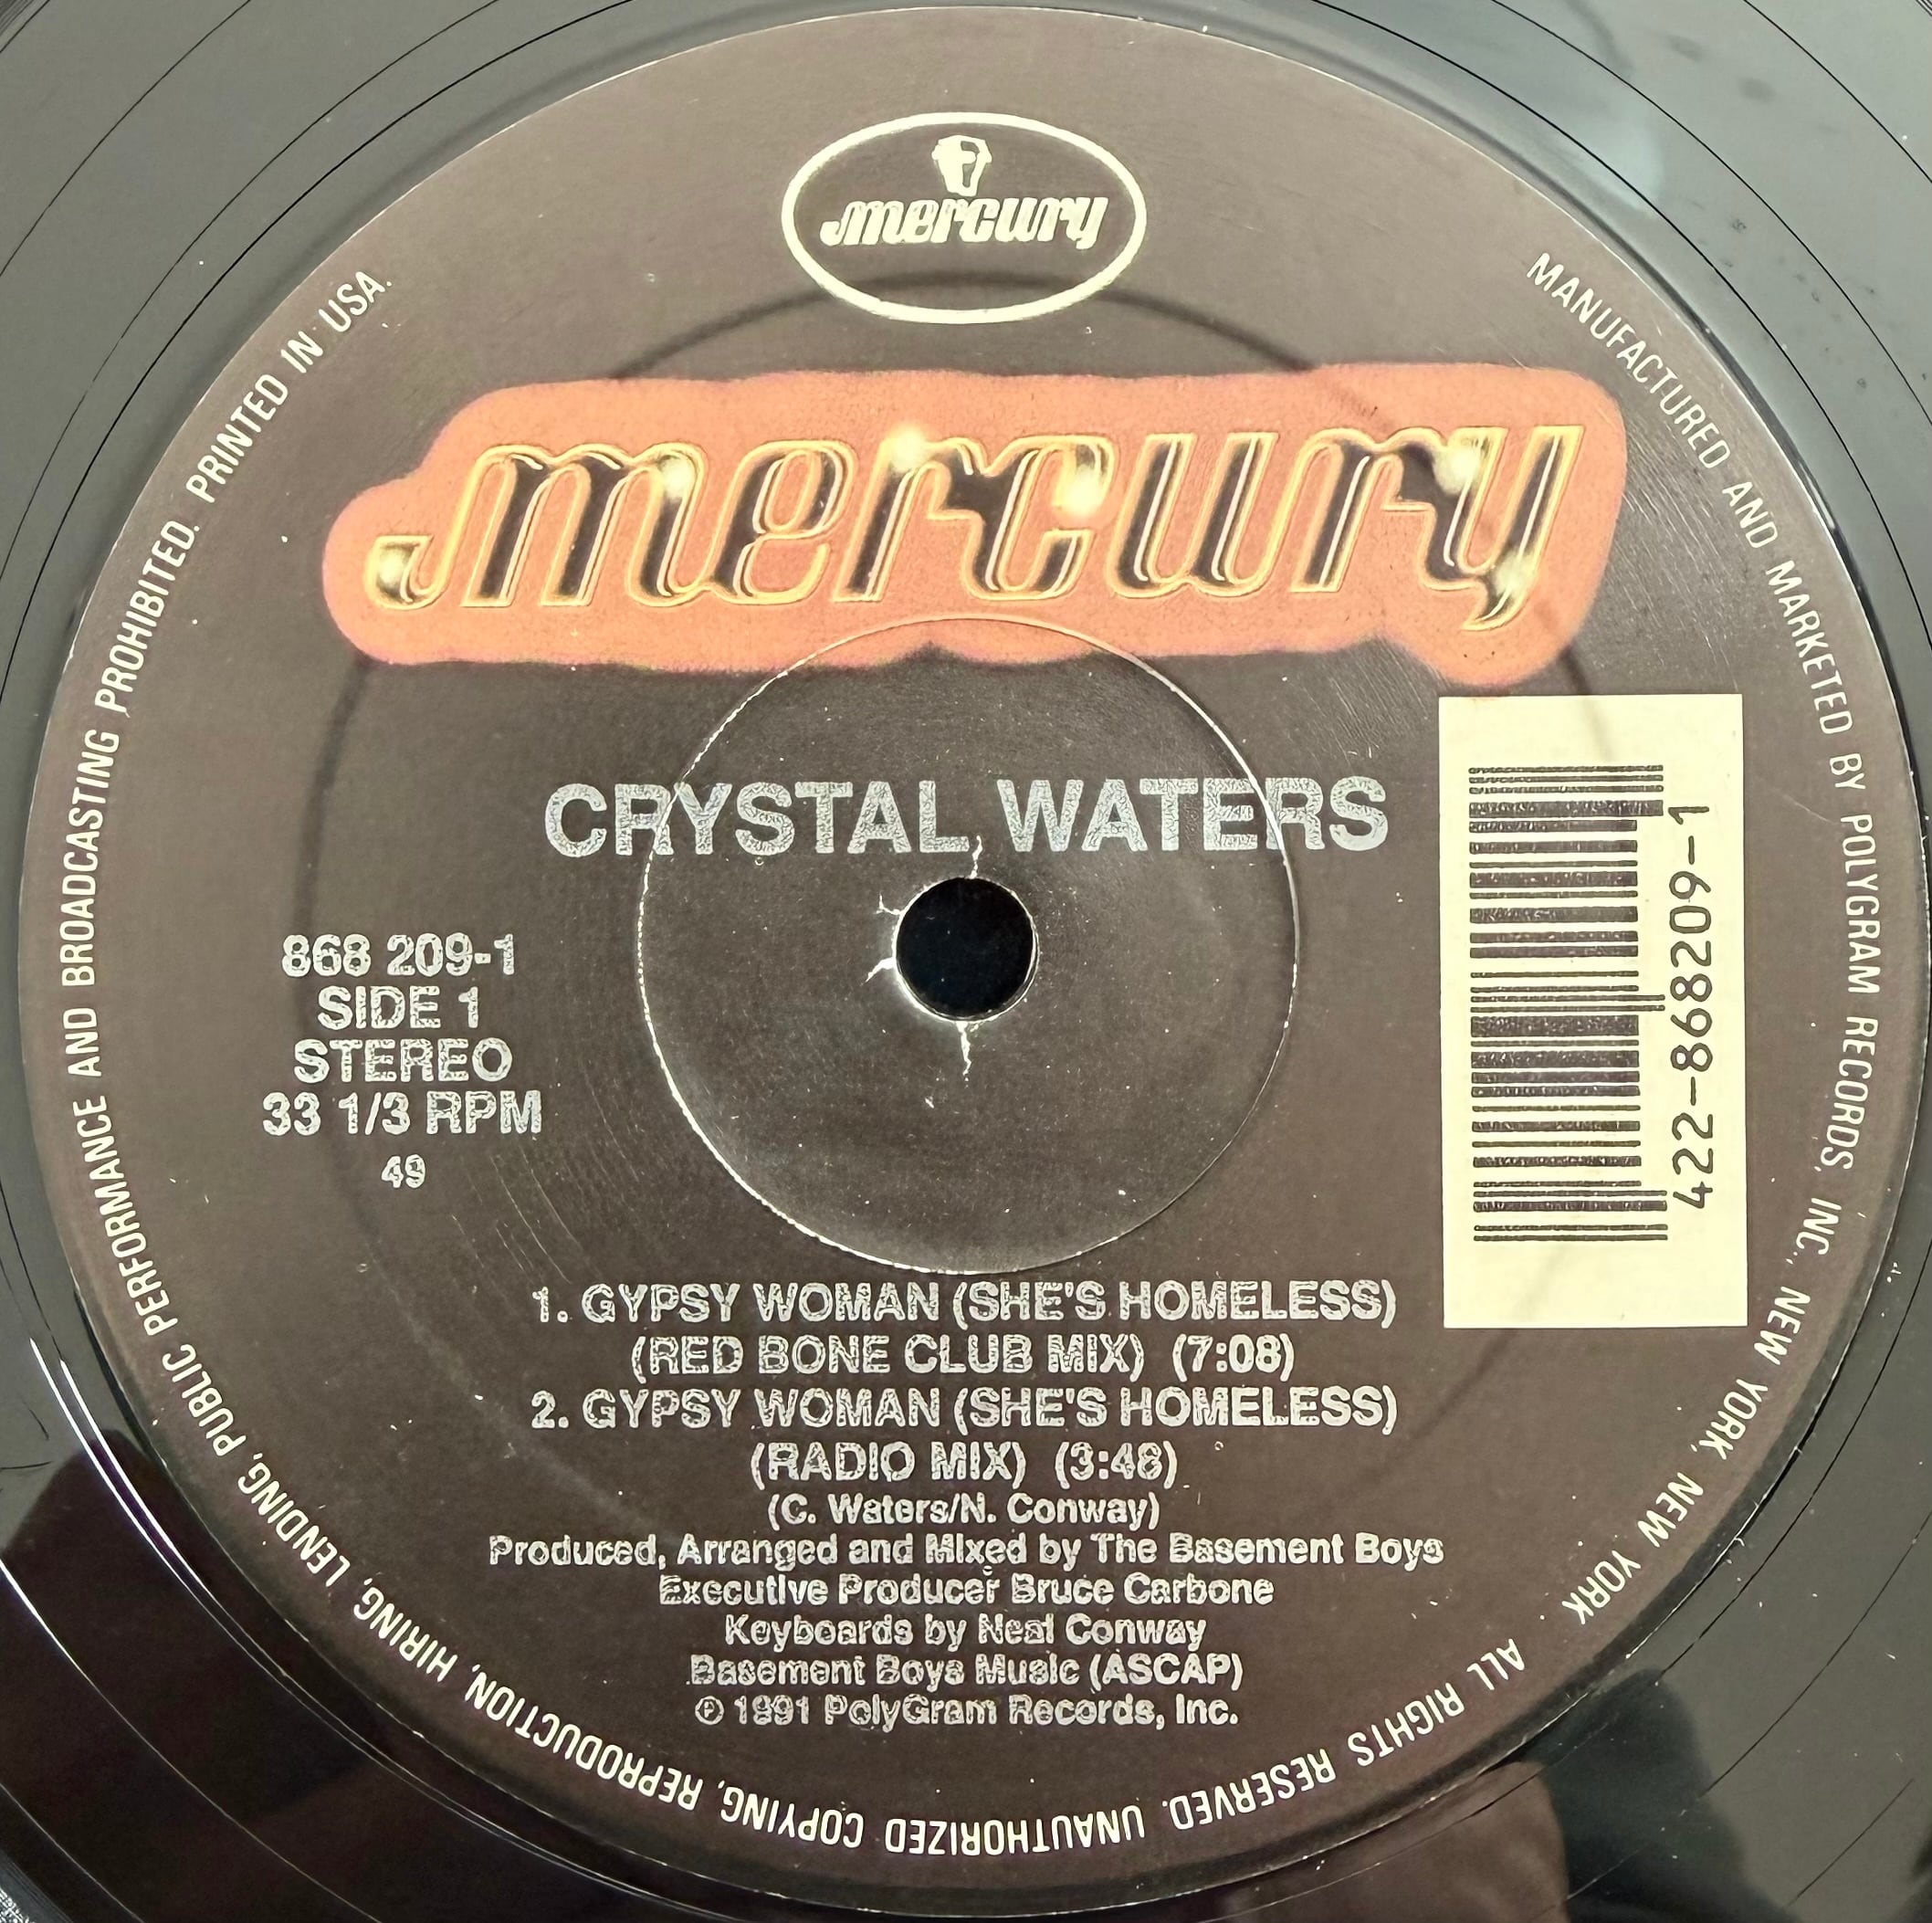 mercury
mercury
CRYSTAL WATERS
868 209-1
SIDE 1
STEREO
33 1/3 RPM
49
422-868209-1
1. GYPSY WOMAN (SHE'S HOMELESS)
(RED BONE CLUB MIX) (7:08)
2. GYPSY WOMAN (SHE'S HOMELESS)
(RADIO MIX) (3:48)
(C. Waters/N. Conway)
Produced, Arranged and Mixed by The Basement Boys
Executive Producer Bruce Carbone
Keyboards by Neal Conway
Basement Boys Music (ASCAP)
℗ 1991 PolyGram Records, Inc.
MANUFACTURED AND MARKETED BY POLYGRAM RECORDS, INC., NEW YORK, NEW YORK ALL RIGHTS RESERVED. UNAUTHORIZED COPYING, REPRODUCTION, HIRING, LENDING, PUBLIC PERFORMANCE AND BROADCASTING PROHIBITED. PRINTED IN USA.